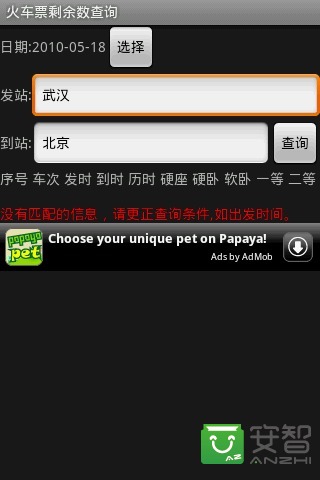 火车票剩余数查询
日期:2010-05-18 选择
发站: 武汉
到站: 北京 查询
序号 车次 发时 到时 历时 硬座 硬卧 软卧 一等 二等
没有匹配的信息，请更正查询条件,如出发时间。
papaya pet
Choose your unique pet on Papaya!
Ads by AdMob
AZ 安智
ANZHI